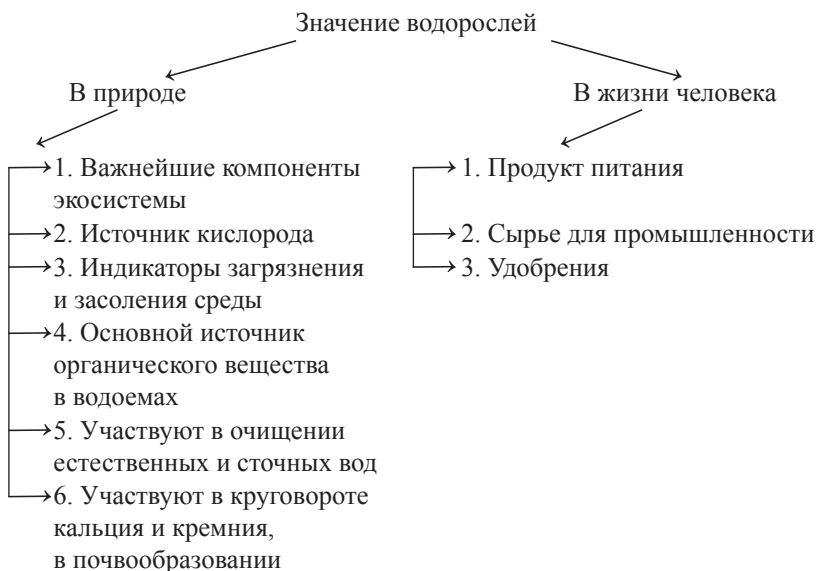 Значение водорослей
В природе
В жизни человека
1. Важнейшие компоненты
экосистемы
2. Источник кислорода
3. Индикаторы загрязнения
и засоления среды
4. Основной источник
органического вещества
в водоемах
5. Участвуют в очищении
естественных и сточных вод
6. Участвуют в круговороте
кальция и кремния,
в почвообразовании
1. Продукт питания
2. Сырье для промышленности
3. Удобрения